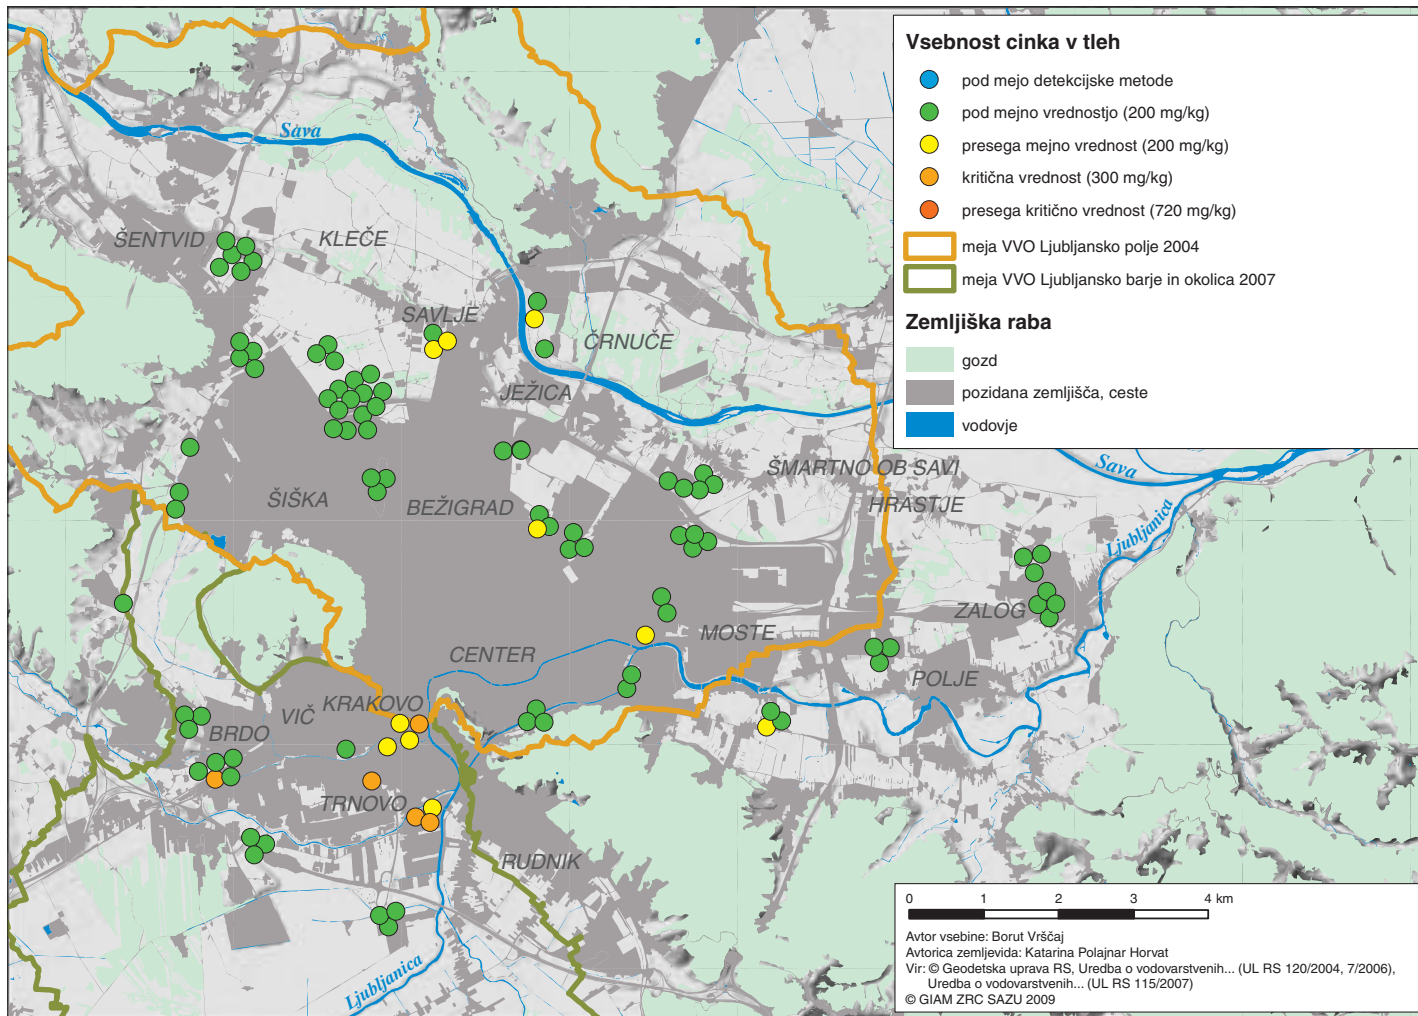 Vsebnost cinka v tleh
pod mejo detekcijske metode
pod mejno vrednostjo (200 mg/kg)
presega mejno vrednost (200 mg/kg)
kritična vrednost (300 mg/kg)
presega kritično vrednost (720 mg/kg)
meja VVO Ljubljansko polje 2004
meja VVO Ljubljansko barje in okolica 2007
Zemljiška raba
gozd
pozidana zemljišča, ceste
vodovje
Sava
ŠENTVID
KLEČE
SAVLJE
ČRNUČE
JEŽICA
ŠMARTNO OB SAVI
Sava
HRASTJE
ŠIŠKA
BEŽIGRAD
Ljubljanica
ZALOG
MOSTE
CENTER
POLJE
KRAKOVO
VIČ
BRDO
TRNOVO
RUDNIK
Ljubljanica
0 1 2 3 4 km
Avtor vsebine: Borut Vrščaj
Avtorica zemljevida: Katarina Polajnar Horvat
Vir: © Geodetska uprava RS, Uredba o vodovarstvenih... (UL RS 120/2004, 7/2006),
Uredba o vodovarstvenih... (UL RS 115/2007)
© GIAM ZRC SAZU 2009